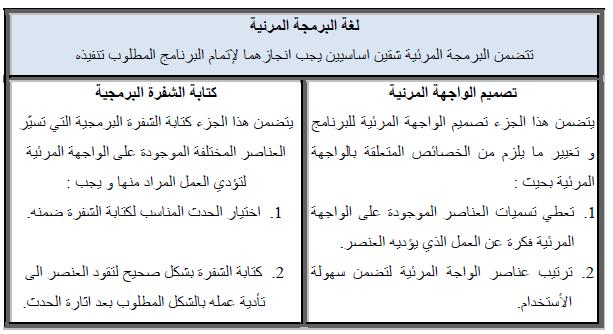 لغة البرمجة المرئية
تتضمن البرمجة المرئية شقين اساسيين يجب انجازهما لإتمام البرنامج المطلوب تنفيذه
تصميم الواجهة المرئية
يتضمن هذا الجزء تصميم الواجهة المرئية للبرنامج
و تغيير ما يلزم من الخصائص المتعلقة بالواجهة
المرئية بحيث:
1. تعطي تسميات العناصر الموجودة على الواجهة
المرئية فكرة عن العمل الذي يؤديه العنصر.
2. ترتيب عناصر الواجة المرئية لتضمن سهولة
الأستخدام.
كتابة الشفرة البرمجية
يتضمن هذا الجزء كتابة الشفرة البرمجية التي تسيّر
العناصر المختلفة الموجودة على الواجهة المرئية
لتؤدي العمل المراد منها و يجب :
1. اختيار الحدث المناسب لكتابة الشفرة ضمنه.
2. كتابة الشفرة بشكل صحيح لتقود العنصر الى
تأدية عمله بالشكل المطلوب بعد اثارة الحدث.